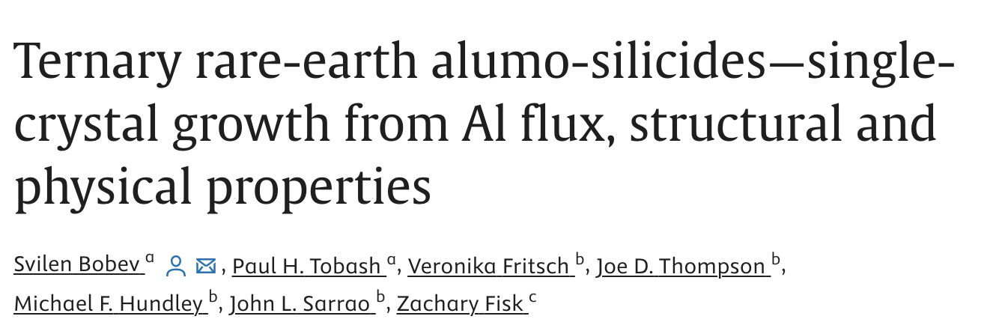 Ternary rare-earth alumo-silicides—single-
crystal growth from Al flux, structural and
physical properties
Svilen Bobev a , Paul H. Tobash a, Veronika Fritsch b, Joe D. Thompson b,
Michael F. Hundley b, John L. Sarrao b, Zachary Fisk c